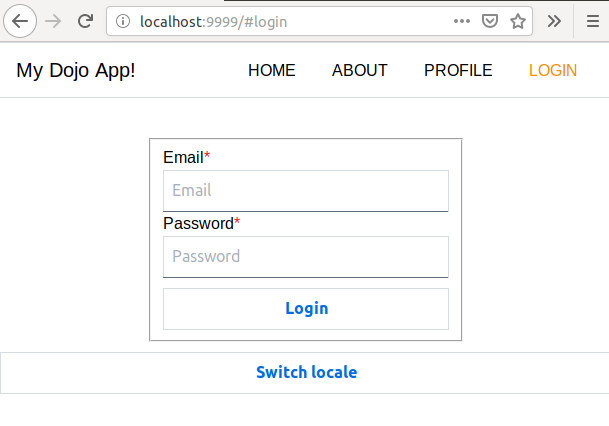 localhost:9999/#login
My Dojo App! HOME ABOUT PROFILE LOGIN
Email*
Email
Password*
Password
Login
Switch locale